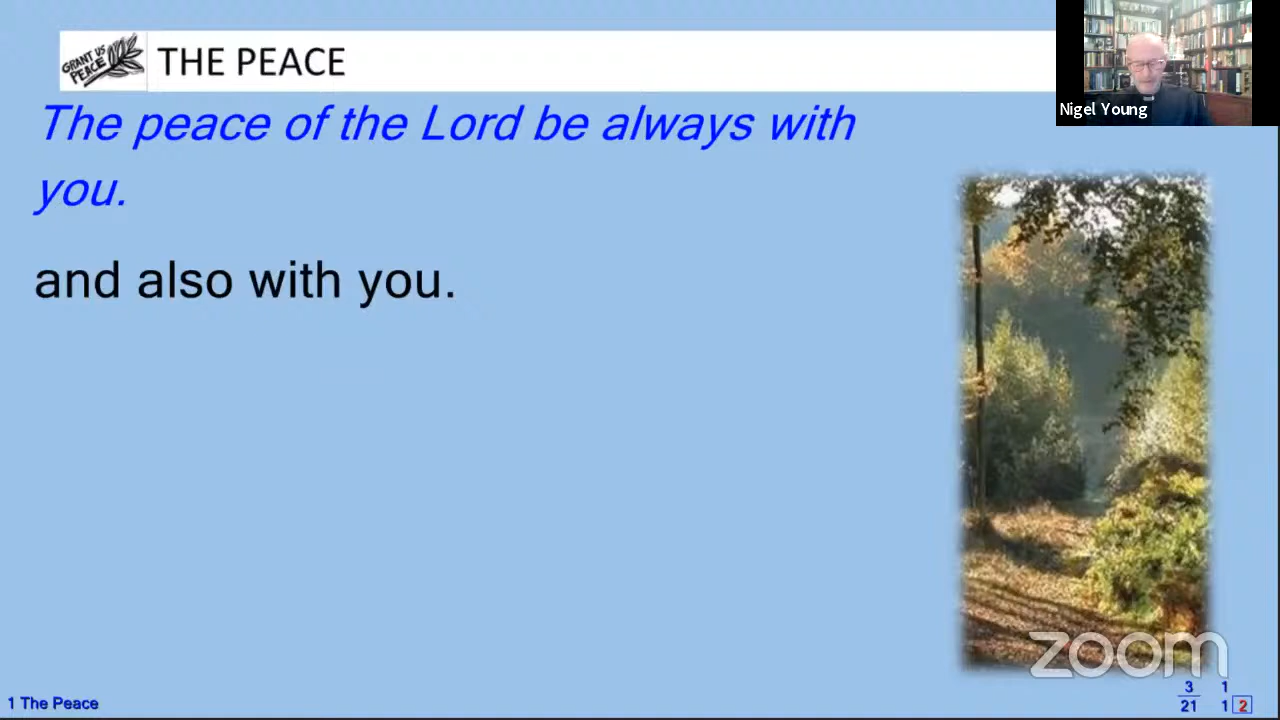 GRANT US
PEACE
THE PEACE
Nigel Young
The peace of the Lord be always with
you.
and also with you.
zoom
1 The Peace
3 1
21 1 2